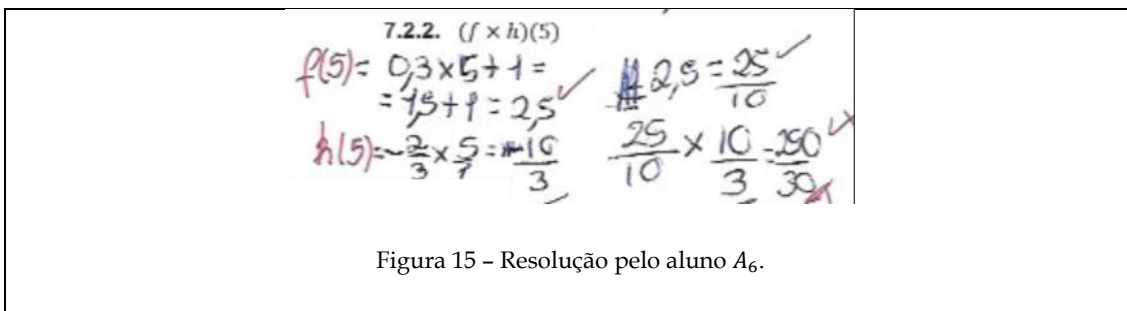 7.2.2. (f × h)(5)
f(5) = 0,3 × 5 + 1 =
= 1,5 + 1 = 2,5 ✓
h(5) = -2/3 × 5/1 = -10/3
2,5 = 25/10 ✓
25/10 × 10/3 = 250/30
Figura 15 – Resolução pelo aluno A₆.